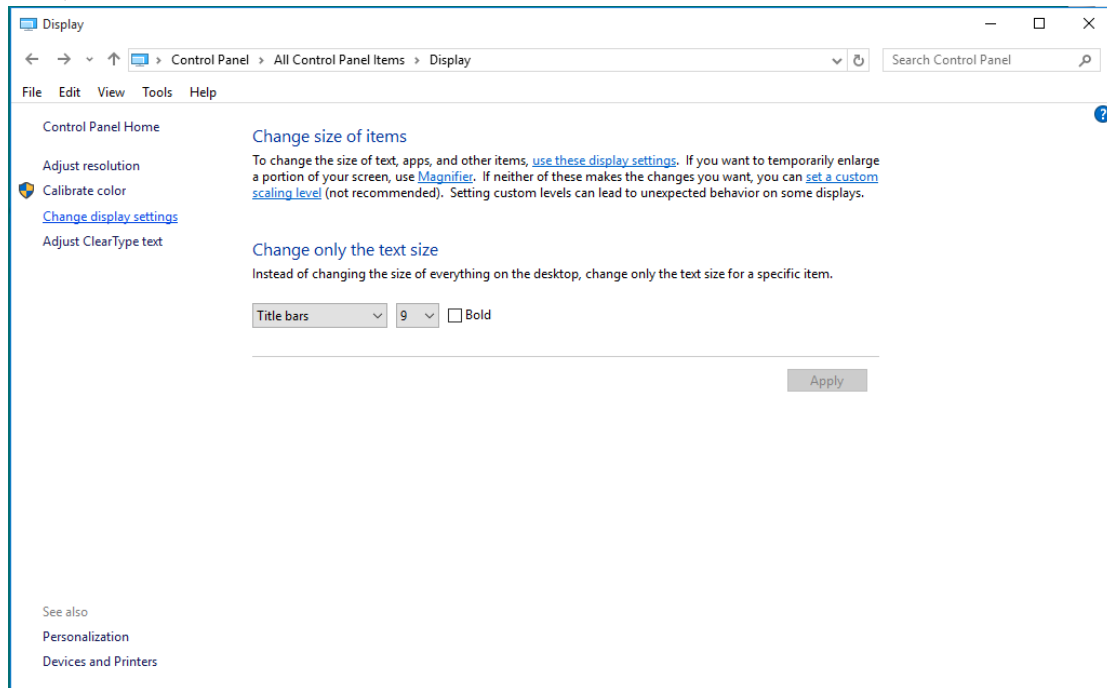 Display
Control Panel > All Control Panel Items > Display
Search Control Panel
File Edit View Tools Help
Control Panel Home
Adjust resolution
Calibrate color
Change display settings
Adjust ClearType text
Change size of items
To change the size of text, apps, and other items, use these display settings. If you want to temporarily enlarge
a portion of your screen, use Magnifier. If neither of these makes the changes you want, you can set a custom
scaling level (not recommended). Setting custom levels can lead to unexpected behavior on some displays.
Change only the text size
Instead of changing the size of everything on the desktop, change only the text size for a specific item.
Title bars 9 Bold
Apply
See also
Personalization
Devices and Printers